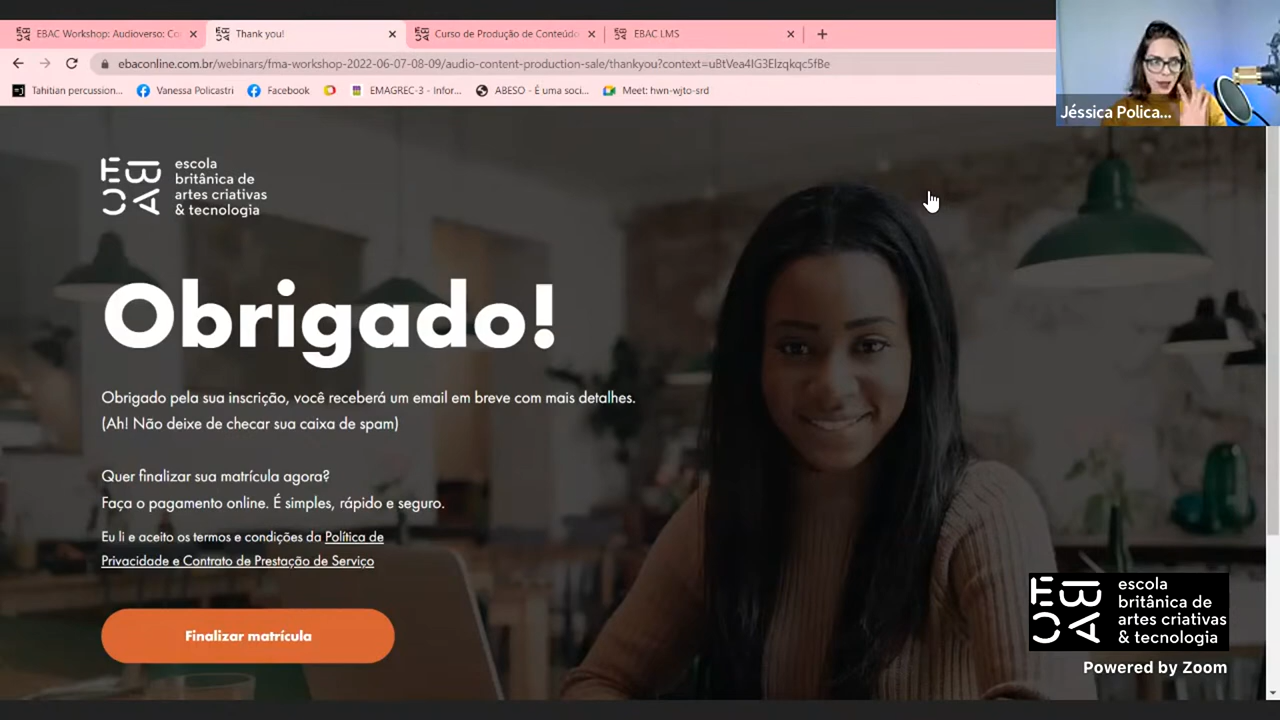 EBAC Workshop: Audioverso: Co
Thank you!
Curso de Produção de Conteúdo
EBAC LMS
ebaconline.com.br/webinars/fma-workshop-2022-06-07-08-09/audio-content-production-sale/thankyou?context=uBtVea4IG3EIzqkqc5fBe
Tahitian percussion...
Vanessa Policastri
Facebook
EMAGREC-3 - Infor...
ABESO - É uma soci...
Meet: hwn-wjto-srd
Jéssica Polica...
EBAC
escola
britânica de
artes criativas
& tecnologia
Obrigado!
Obrigado pela sua inscrição, você receberá um email em breve com mais detalhes.
(Ah! Não deixe de checar sua caixa de spam)
Quer finalizar sua matrícula agora?
Faça o pagamento online. É simples, rápido e seguro.
Eu li e aceito os termos e condições da Política de
Privacidade e Contrato de Prestação de Serviço
Finalizar matrícula
EBAC
escola
britânica de
artes criativas
& tecnologia
Powered by Zoom